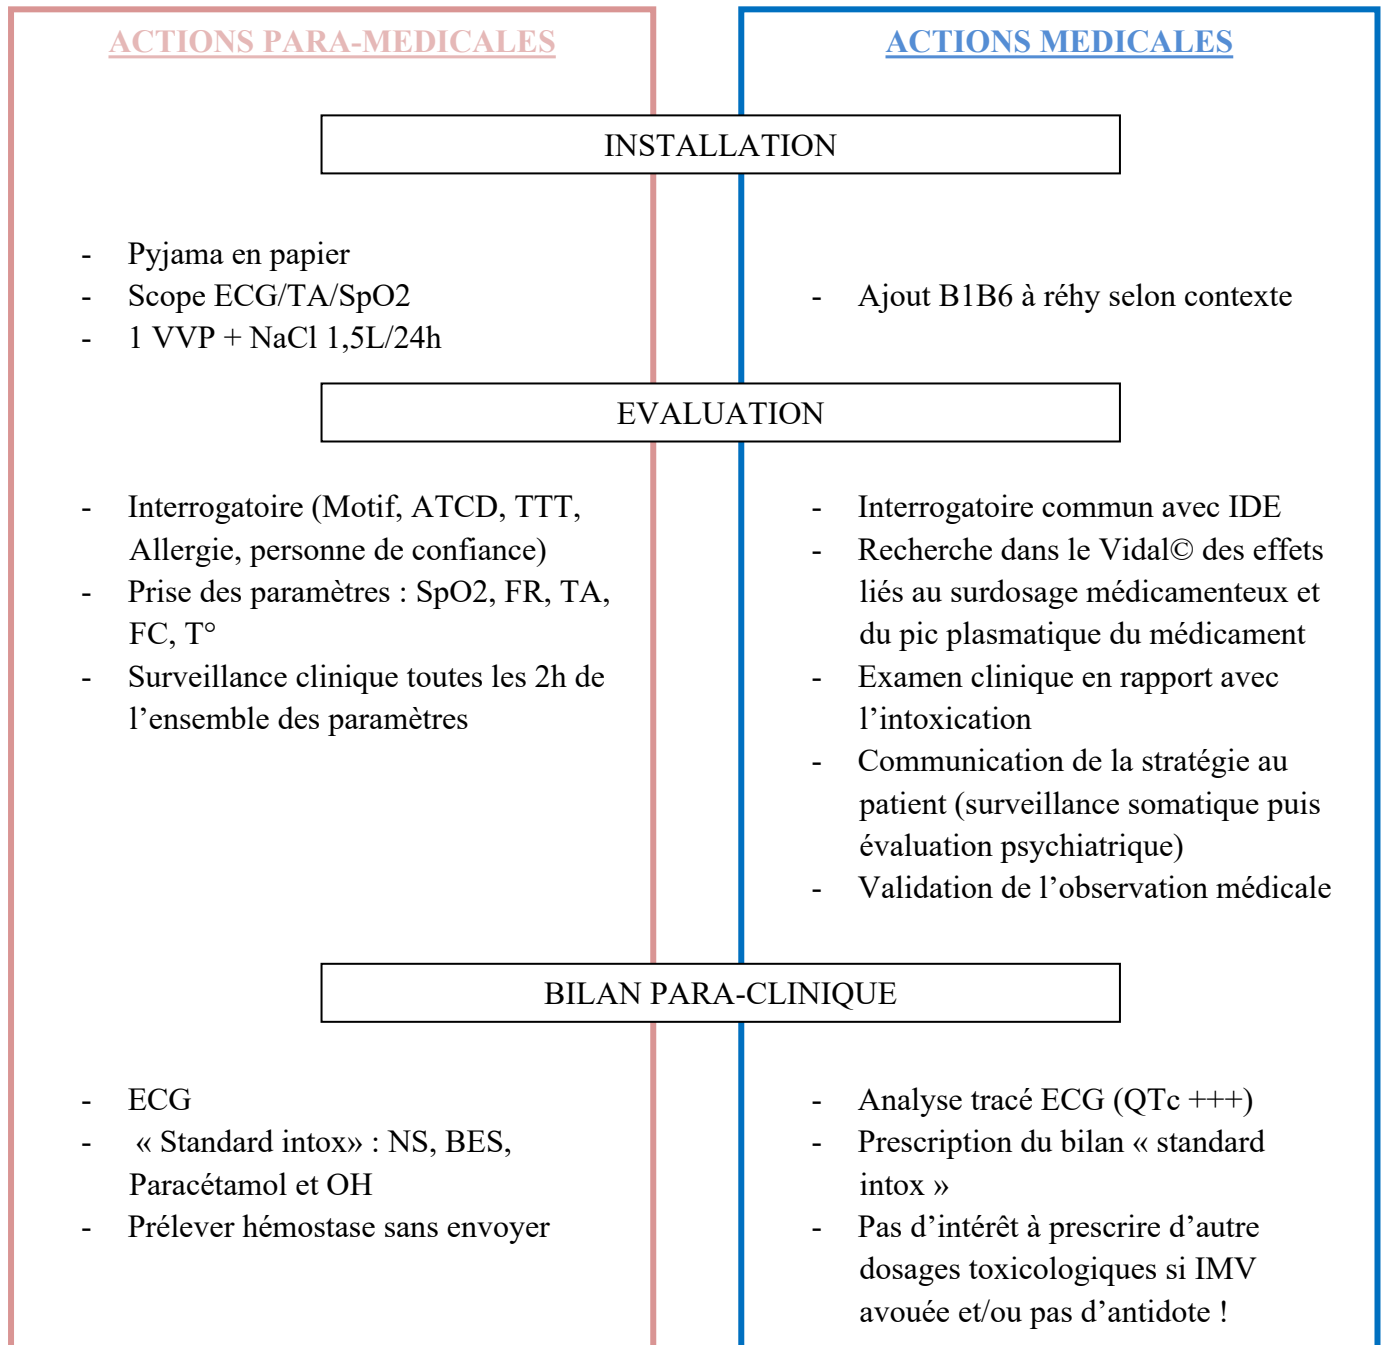 ACTIONS PARA-MEDICALES
ACTIONS MEDICALES
INSTALLATION
- Pyjama en papier
- Scope ECG/TA/SpO2
- 1 VVP + NaCl 1,5L/24h
- Ajout B1B6 à réhy selon contexte
EVALUATION
- Interrogatoire (Motif, ATCD, TTT,
Allergie, personne de confiance)
- Prise des paramètres : SpO2, FR, TA,
FC, T°
- Surveillance clinique toutes les 2h de
l’ensemble des paramètres
- Interrogatoire commun avec IDE
- Recherche dans le Vidal© des effets
liés au surdosage médicamenteux et
du pic plasmatique du médicament
- Examen clinique en rapport avec
l’intoxication
- Communication de la stratégie au
patient (surveillance somatique puis
évaluation psychiatrique)
- Validation de l’observation médicale
BILAN PARA-CLINIQUE
- ECG
- « Standard intox» : NS, BES,
Paracétamol et OH
- Prélever hémostase sans envoyer
- Analyse tracé ECG (QTc +++)
- Prescription du bilan « standard
intox »
- Pas d’intérêt à prescrire d’autre
dosages toxicologiques si IMV
avouée et/ou pas d’antidote !